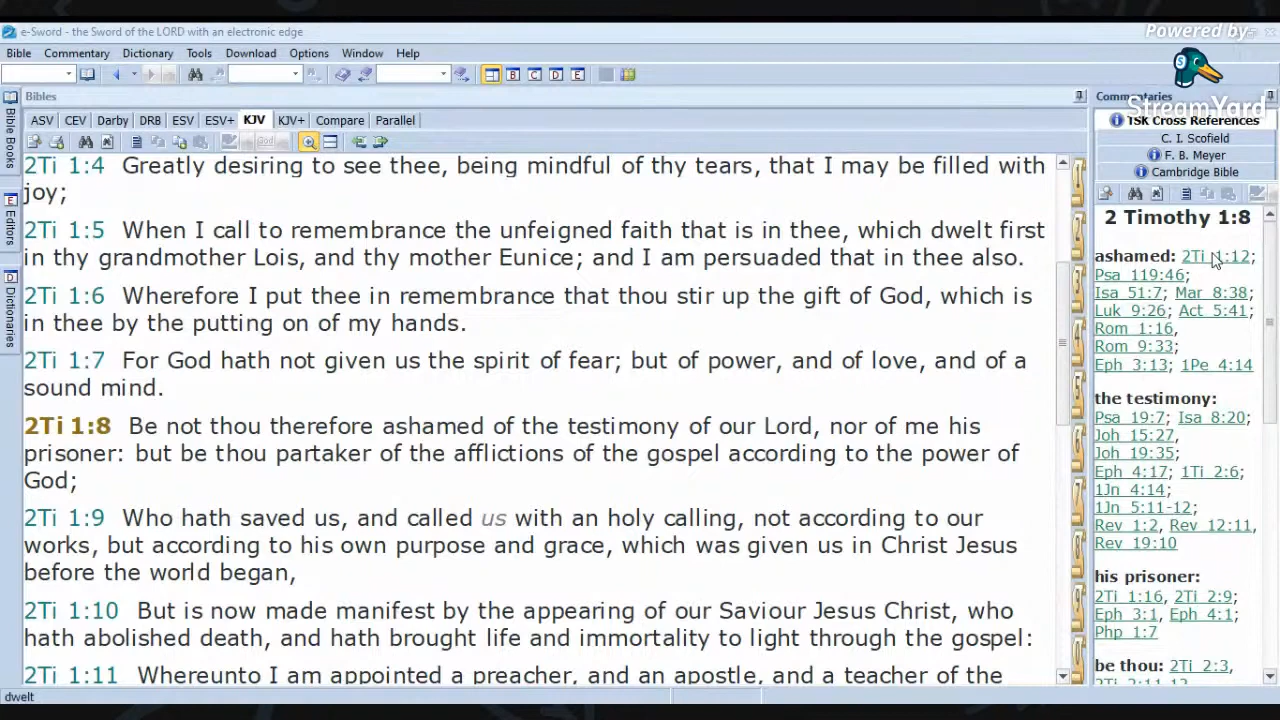 e-Sword - the Sword of the LORD with an electronic edge
Powered by
Bible Commentary Dictionary Tools Download Options Window Help
B C D E
StreamYard
Bibles
Commentaries
ASV CEV Darby DRB ESV ESV+ KJV KJV+ Compare Parallel
TSK Cross References
C. I. Scofield
F. B. Meyer
Cambridge Bible
Bible Books
Editors
Dictionaries
2Ti 1:4 Greatly desiring to see thee, being mindful of thy tears, that I may be filled with
joy;
2Ti 1:5 When I call to remembrance the unfeigned faith that is in thee, which dwelt first
in thy grandmother Lois, and thy mother Eunice; and I am persuaded that in thee also.
2Ti 1:6 Wherefore I put thee in remembrance that thou stir up the gift of God, which is
in thee by the putting on of my hands.
2Ti 1:7 For God hath not given us the spirit of fear; but of power, and of love, and of a
sound mind.
2Ti 1:8 Be not thou therefore ashamed of the testimony of our Lord, nor of me his
prisoner: but be thou partaker of the afflictions of the gospel according to the power of
God;
2Ti 1:9 Who hath saved us, and called us with an holy calling, not according to our
works, but according to his own purpose and grace, which was given us in Christ Jesus
before the world began,
2Ti 1:10 But is now made manifest by the appearing of our Saviour Jesus Christ, who
hath abolished death, and hath brought life and immortality to light through the gospel:
2Ti 1:11 Whereunto I am appointed a preacher, and an apostle, and a teacher of the
2 Timothy 1:8
ashamed: 2Ti 1:12;
Psa 119:46;
Isa 51:7; Mar 8:38;
Luk 9:26; Act 5:41;
Rom 1:16,
Rom 9:33;
Eph 3:13; 1Pe 4:14
the testimony:
Psa 19:7; Isa 8:20;
Joh 15:27,
Joh 19:35;
Eph 4:17; 1Ti 2:6;
1Jn 4:14;
1Jn 5:11-12;
Rev 1:2, Rev 12:11,
Rev 19:10
his prisoner:
2Ti 1:16, 2Ti 2:9;
Eph 3:1, Eph 4:1;
Php 1:7
be thou: 2Ti 2:3,
2Ti 2:11-12
dwelt